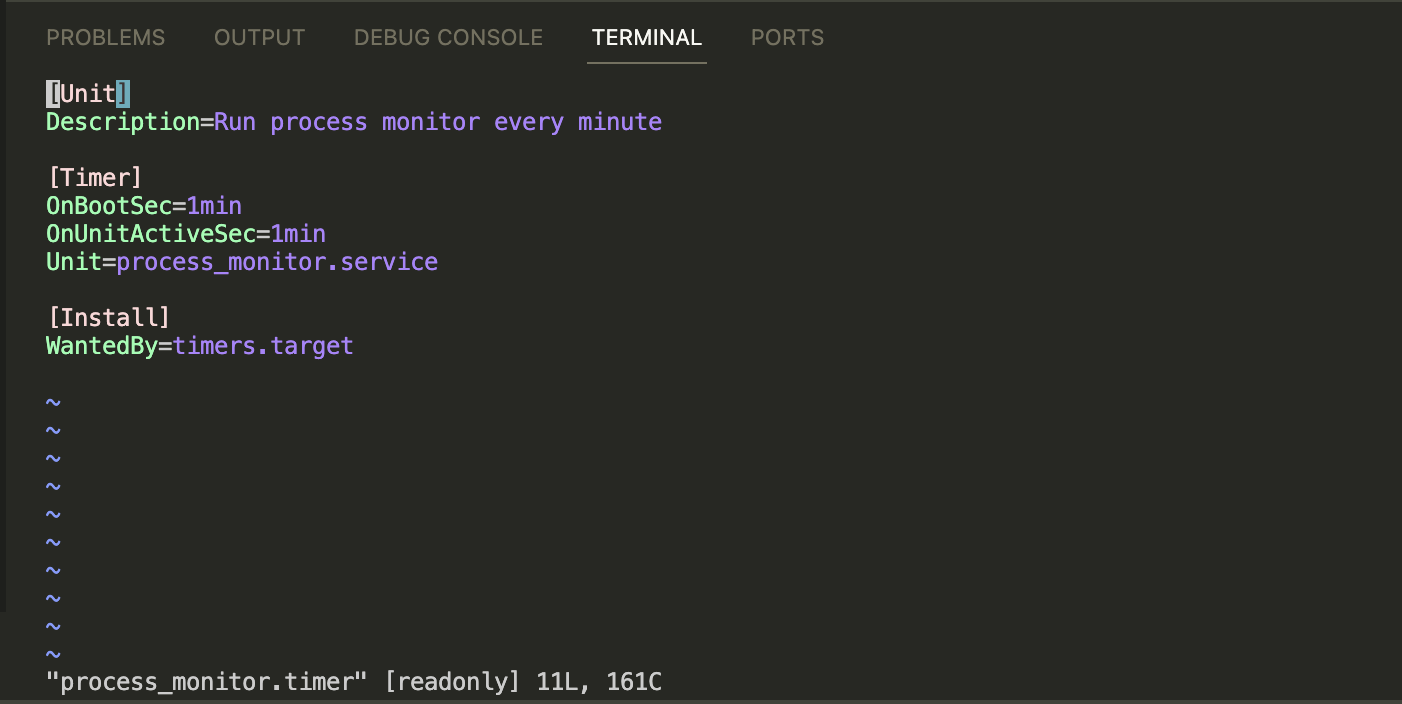 PROBLEMS OUTPUT DEBUG CONSOLE TERMINAL PORTS
[Unit]
Description=Run process monitor every minute
[Timer]
OnBootSec=1min
OnUnitActiveSec=1min
Unit=process_monitor.service
[Install]
WantedBy=timers.target
~
~
~
~
~
~
~
~
~
~
"process_monitor.timer" [readonly] 11L, 161C